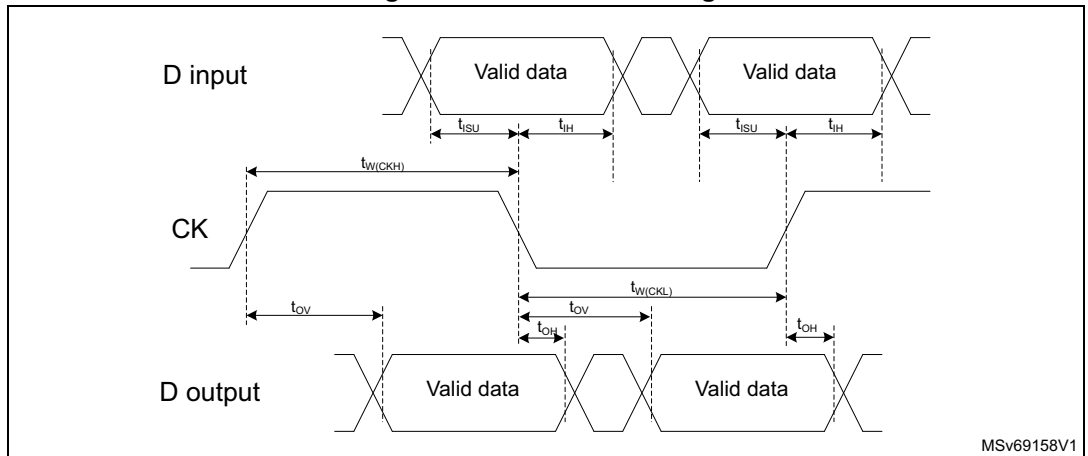 D input
Valid data
Valid data
tISU
tIH
tISU
tIH
tW(CKH)
CK
tW(CKL)
tOV
tOV
tOH
tOH
D output
Valid data
Valid data
MSv69158V1